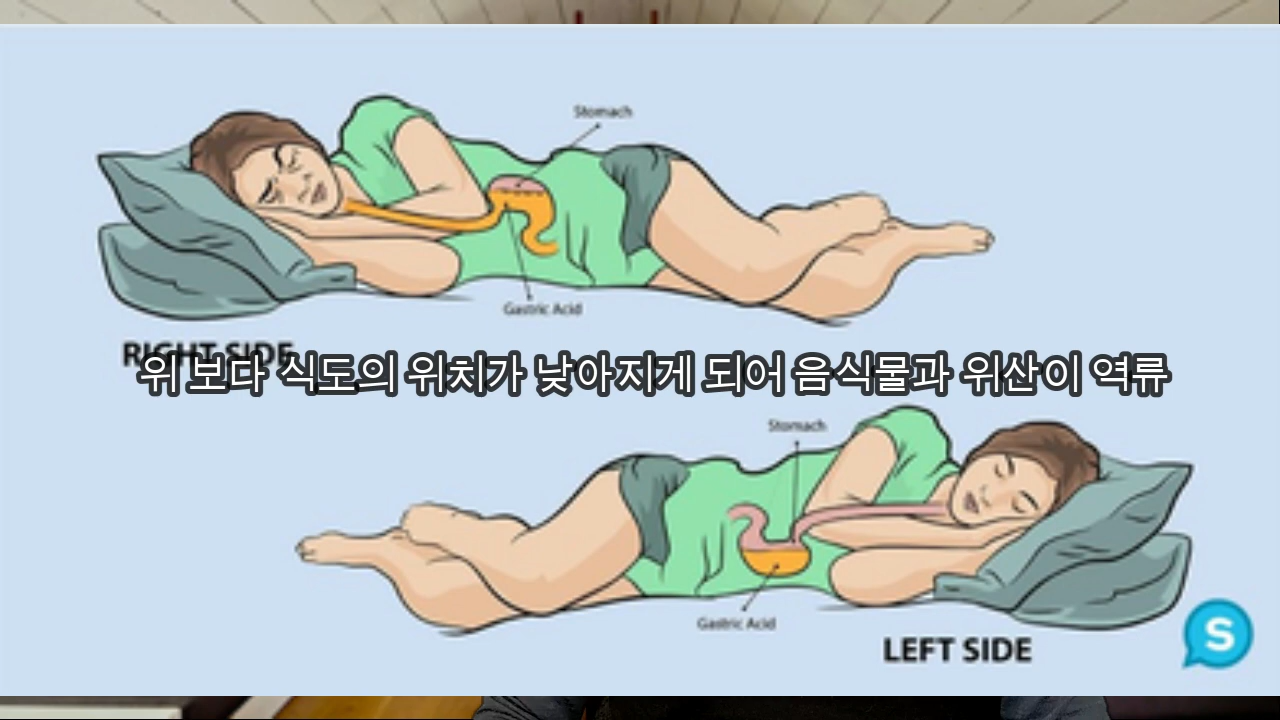 Stomach
Gastric Acid
RIGHT SIDE
위 보다 식도의 위치가 낮아지게 되어 음식물과 위산이 역류
Stomach
Gastric Acid
LEFT SIDE
S